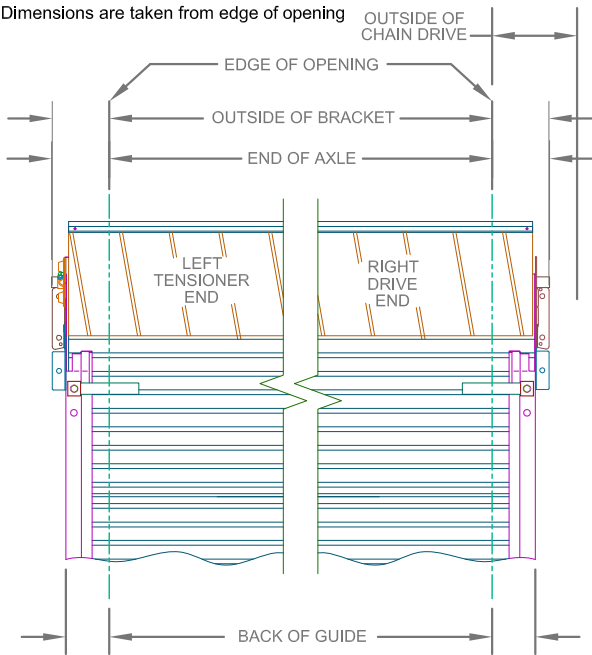 Dimensions are taken from edge of opening
OUTSIDE OF
CHAIN DRIVE
EDGE OF OPENING
OUTSIDE OF BRACKET
END OF AXLE
LEFT
TENSIONER
END
RIGHT
DRIVE
END
BACK OF GUIDE